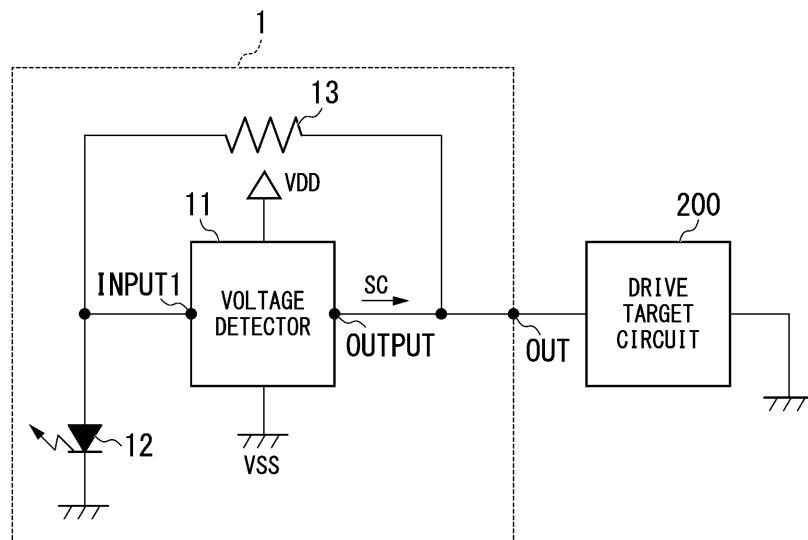 1
13
VDD
11
200
INPUT1
VOLTAGE
DETECTOR
SC
OUTPUT
OUT
DRIVE
TARGET
CIRCUIT
12
VSS